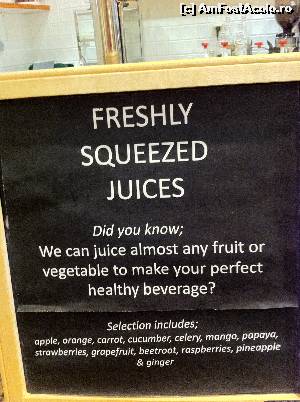 [c] AmFostAcolo.ro
FRESHLY
SQUEEZED
JUICES
Did you know;
We can juice almost any fruit or
vegetable to make your perfect
healthy beverage?
Selection includes;
apple, orange, carrot, cucumber, celery, mango, papaya,
strawberries, grapefruit, beetroot, raspberries, pineapple
& ginger